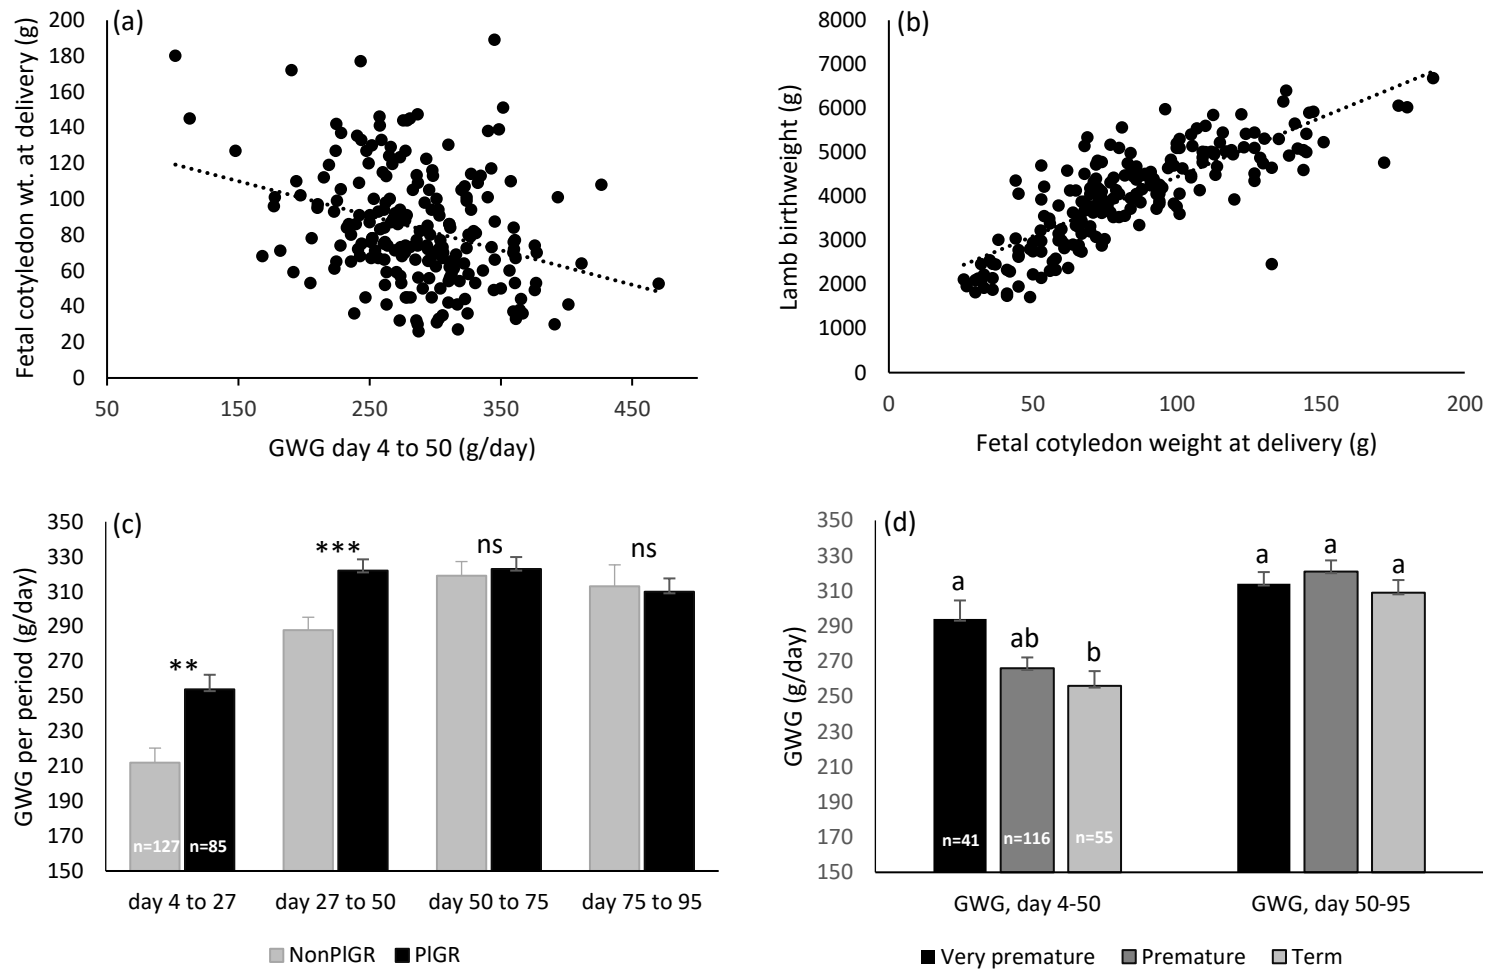 (a)
Fetal cotyledon wt. at delivery (g)
200
180
160
140
120
100
80
60
40
20
0
50 150 250 350 450
GWG day 4 to 50 (g/day)
(b)
Lamb birthweight (g)
8000
7000
6000
5000
4000
3000
2000
1000
0
0 50 100 150 200
Fetal cotyledon weight at delivery (g)
(c)
GWG per period (g/day)
350
330
310
290
270
250
230
210
190
170
150
**
***
ns
ns
n=127 n=85
day 4 to 27 day 27 to 50 day 50 to 75 day 75 to 95
NonPIGR PIGR
(d)
GWG (g/day)
350
330
310
290
270
250
230
210
190
170
150
a ab b a a a
n=41 n=116 n=55
GWG, day 4-50 GWG, day 50-95
Very premature Premature Term